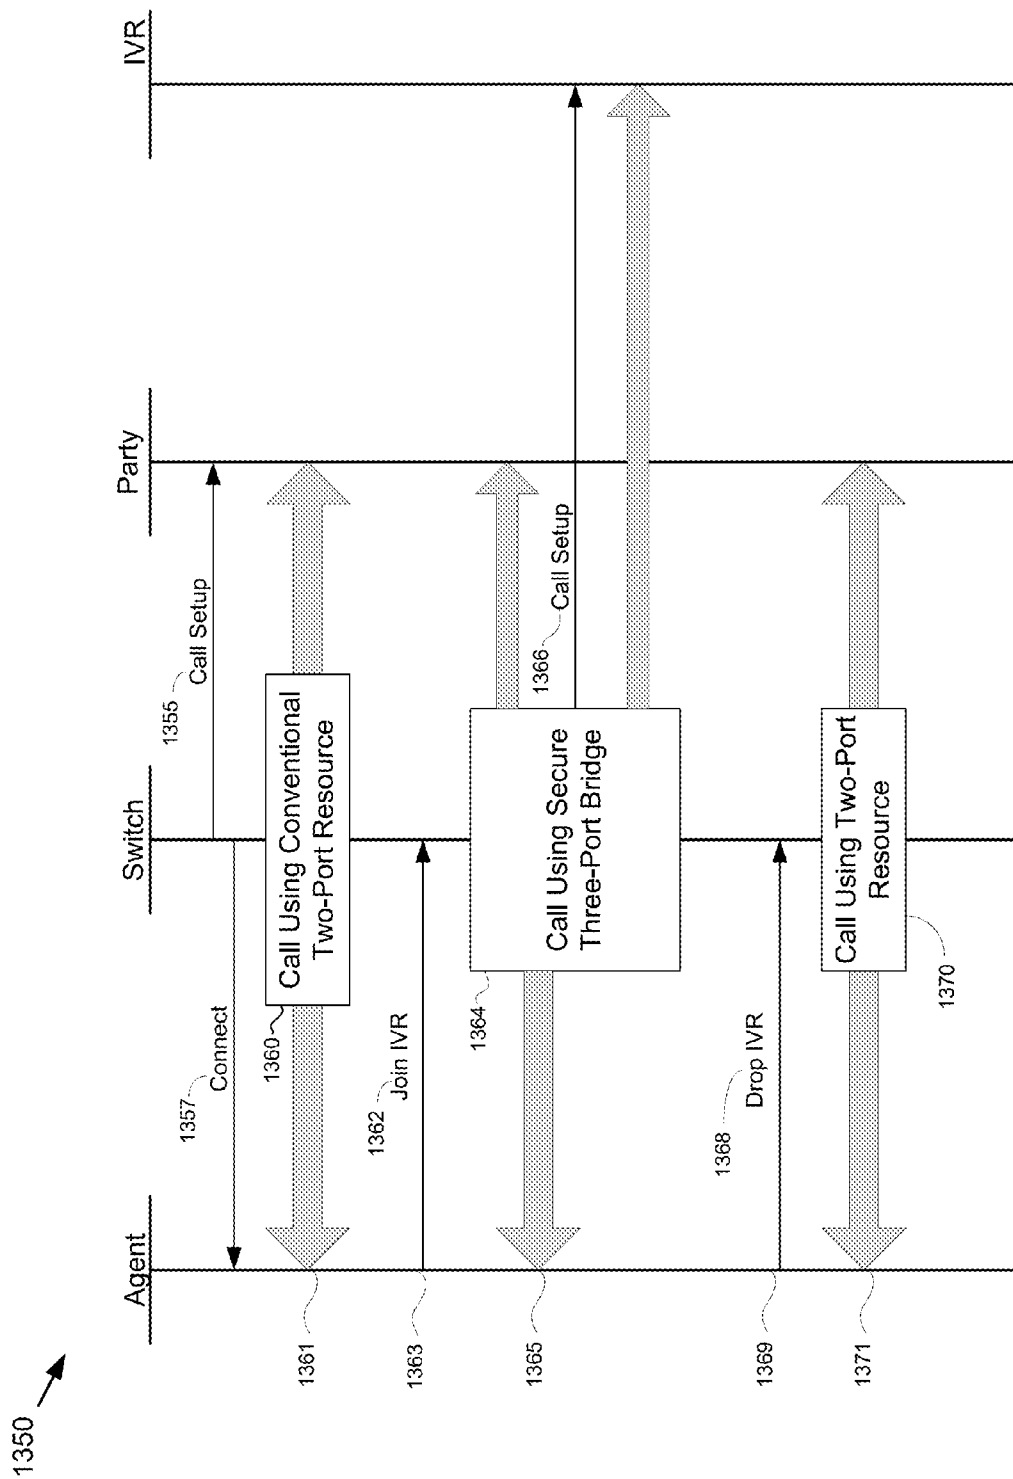 1350
Agent
Switch
Party
IVR
1355
Call Setup
1357
Connect
1360
Call Using Conventional
Two-Port Resource
1361
1362
Join IVR
1363
1364
Call Using Secure
Three-Port Bridge
1365
1366
Call Setup
1368
Drop IVR
1369
Call Using Two-Port
Resource
1370
1371